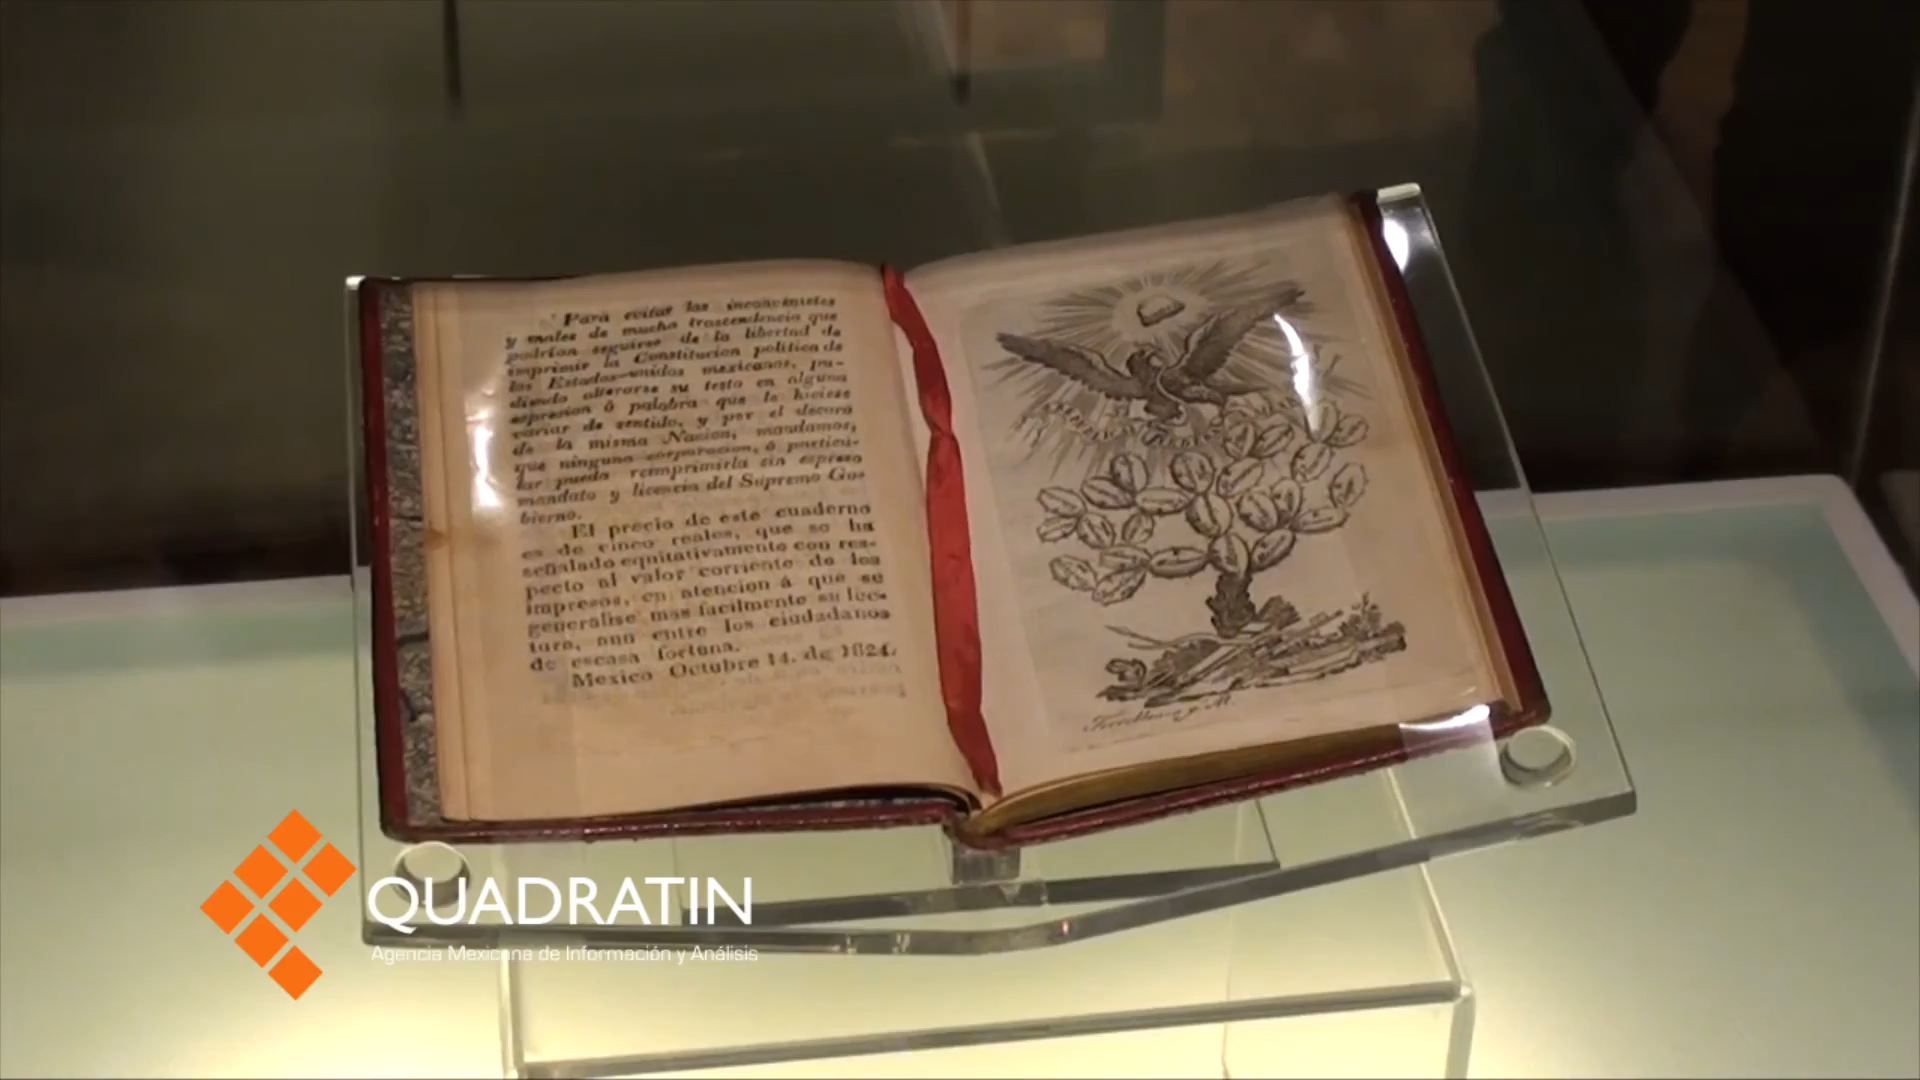 Para evitar los inconvenientes
y males de mucha trascendencia que
podrian seguirse de la libertad de
imprimir la Constitucion politica de
los Estados-unidos mexicanos, pu-
diendo alterarse su testo en alguna
espresion ó palabra que le hiciese
variar de sentido, y por el decoro
de la misma Nacion, mandamos,
que ninguna corporacion, ó particu-
lar pueda reimprimirla sin espreso
mandato y licencia del Supremo Go-
bierno.
El precio de este cuaderno
es de cinco reales, que se ha
señalado equitativamente con res-
pecto al valor corriente de los
impresos, en atencion á que se
generalise mas facilmente su lec-
tura, aun entre los ciudadanos
de escasa fortuna.
Mexico Octubre 14. de 1824.
QUADRATIN
Agencia Mexicana de Información y Análisis